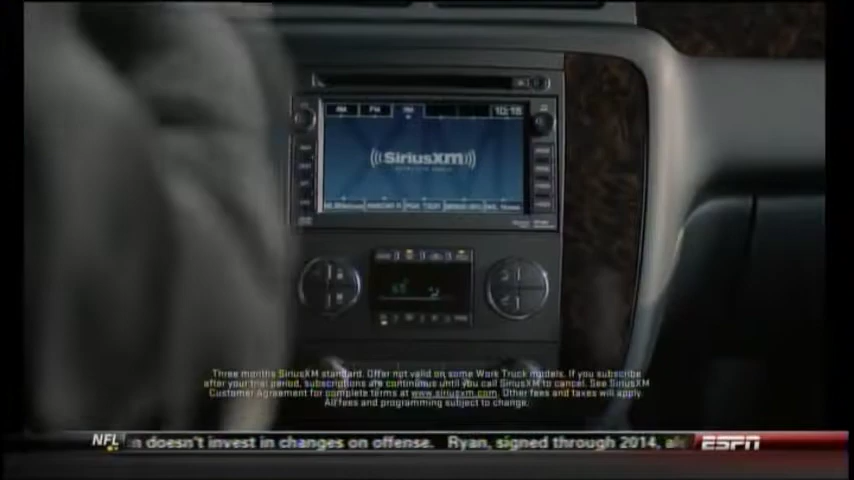 10:18
SiriusXM
Three months SiriusXM standard. Offer not valid on some Work Truck models. If you subscribe
after your trial period, subscriptions are continuous until you call SiriusXM to cancel. See SiriusXM
Customer Agreement for complete terms at www.siriusxm.com. Other fees and taxes will apply.
All fees and programming subject to change.
NFL n doesn't invest in changes on offense. Ryan, signed through 2014, al ESPN